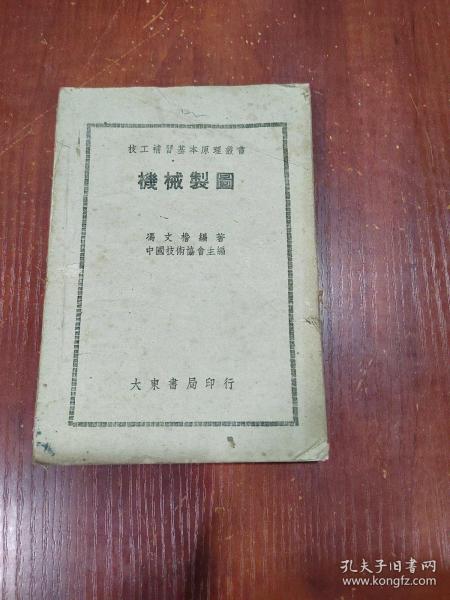 技工補習基本原理叢書
機械製圖
馮文楷編著
中國技術協會主編
大東書局印行
孔夫子旧书网
www.kongfz.com